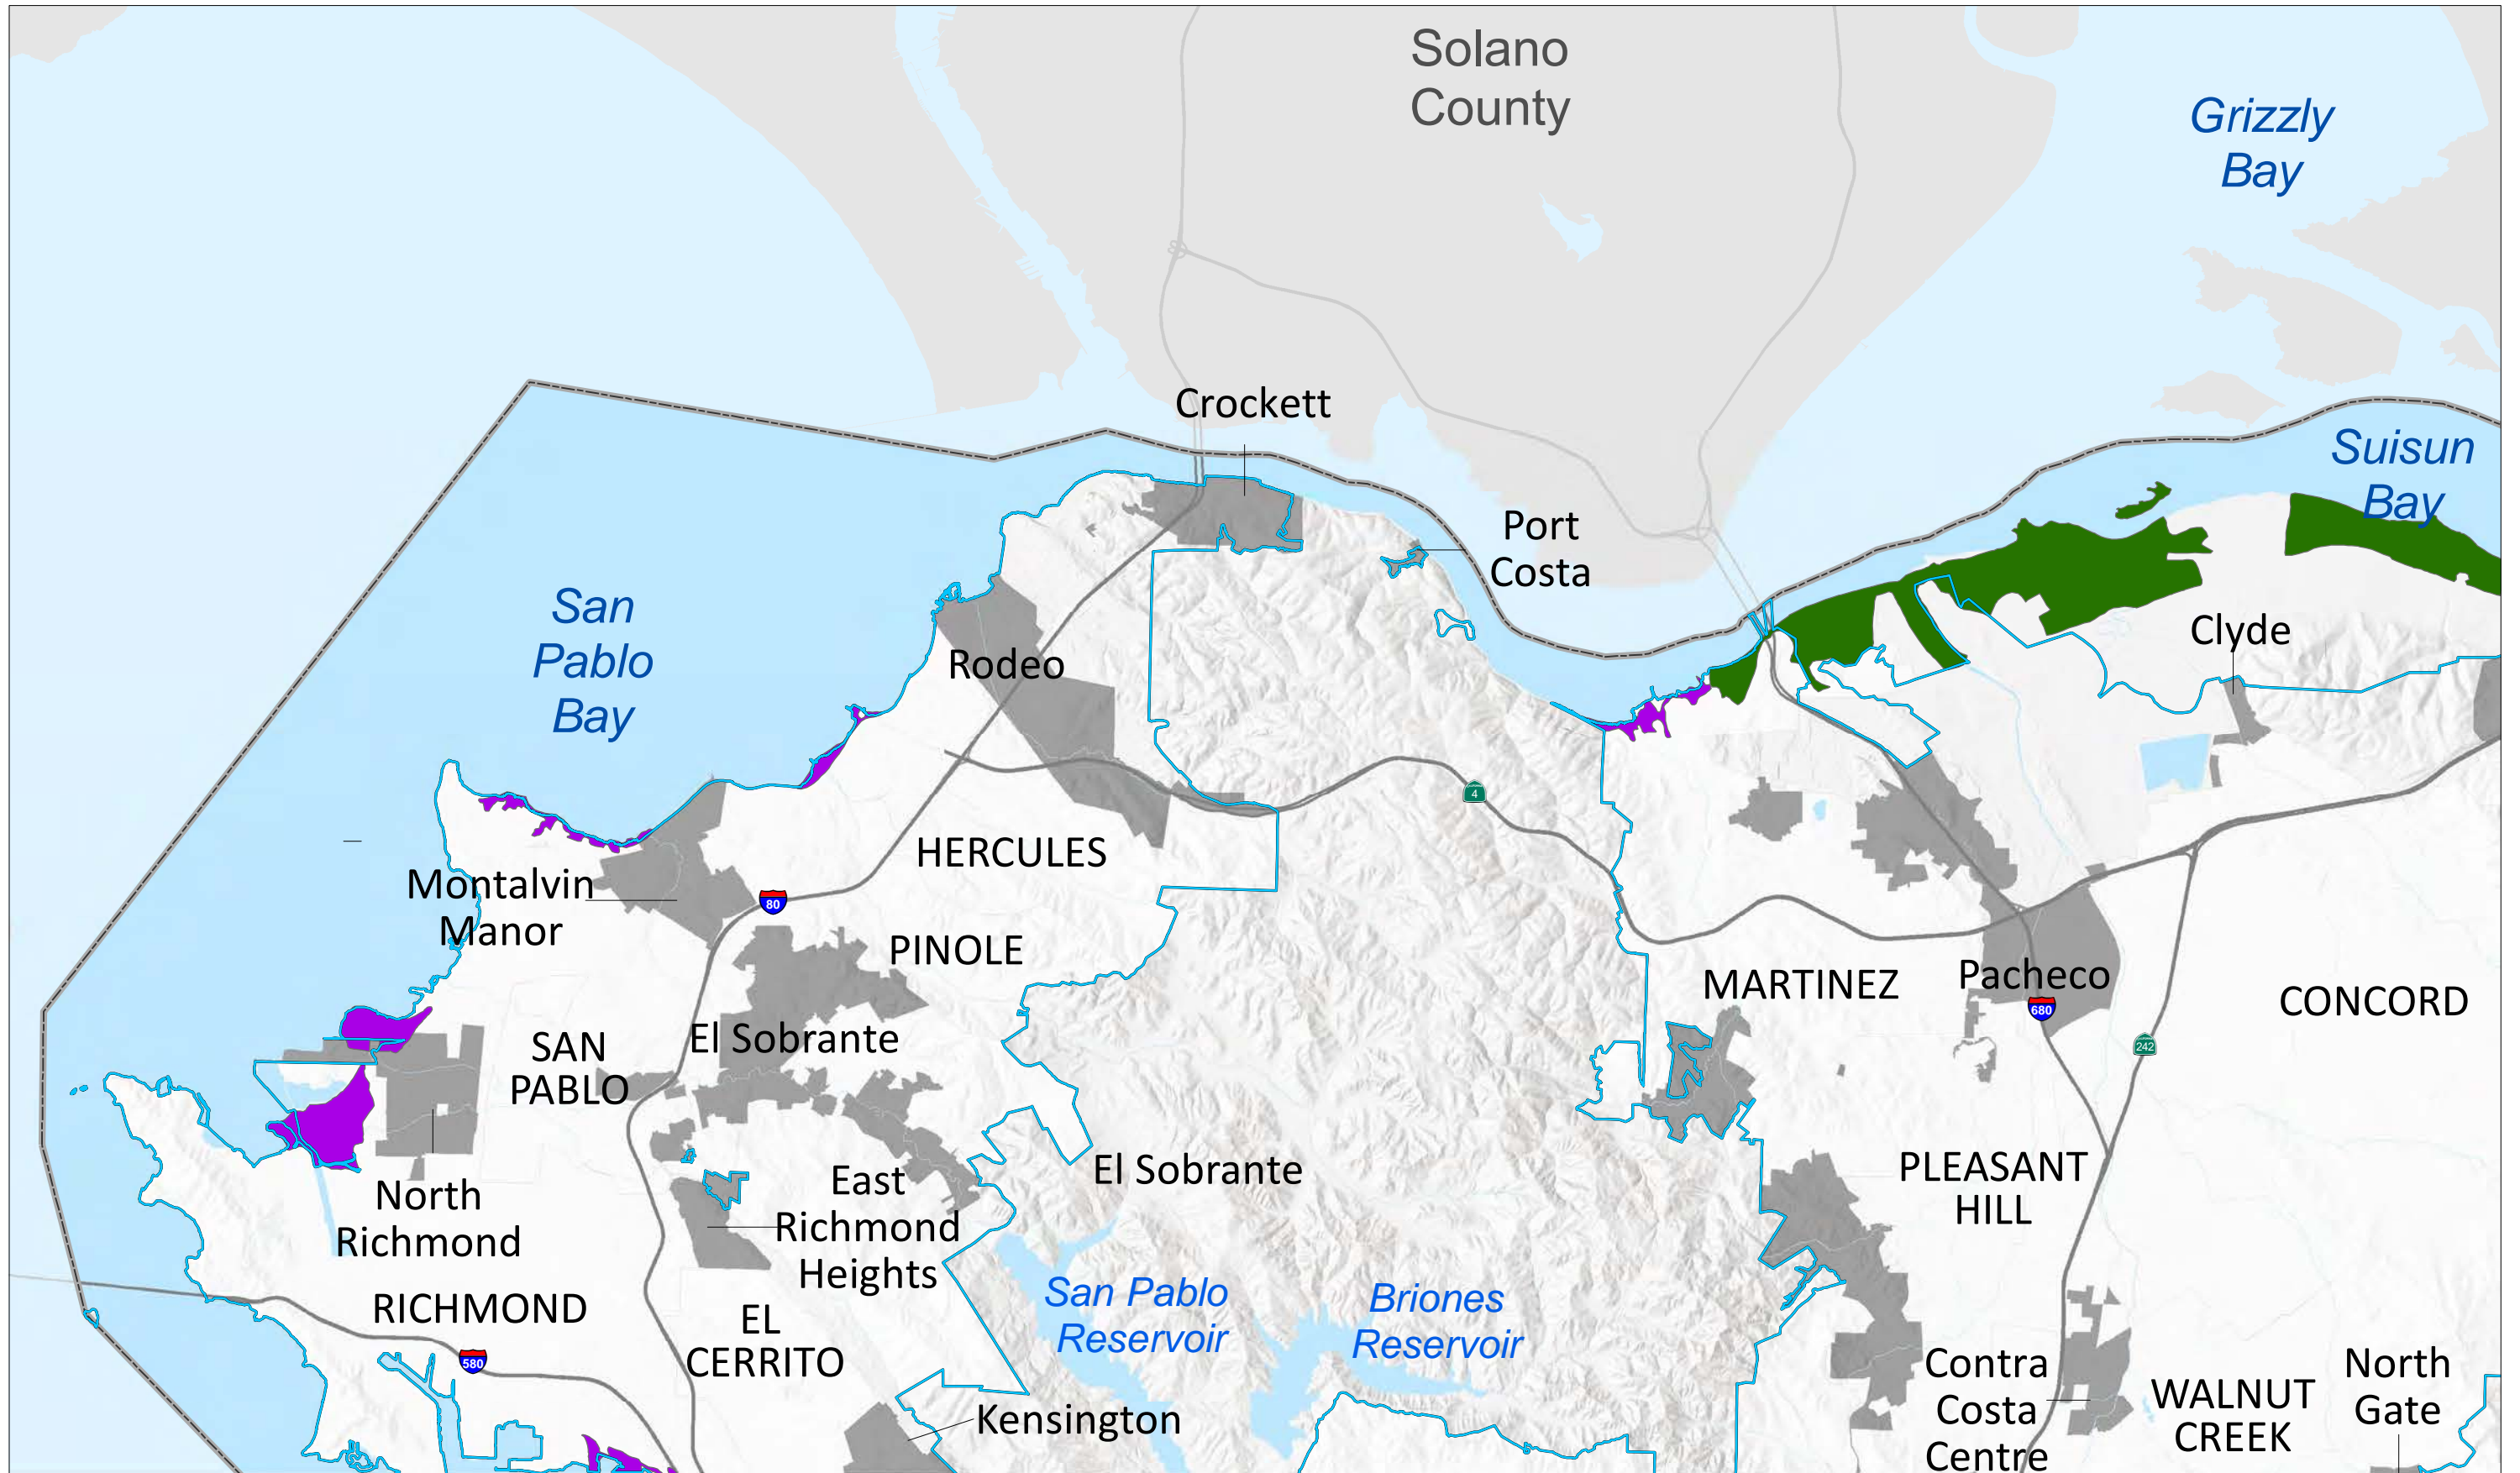 Solano
County
Grizzly
Bay
Crockett
Suisun
Bay
Port
Costa
San
Pablo
Bay
Clyde
Rodeo
4
HERCULES
Montalvin
Manor
80
PINOLE
MARTINEZ
Pacheco
680
CONCORD
SAN
PABLO
El Sobrante
242
El Sobrante
PLEASANT
HILL
North
Richmond
East
Richmond
Heights
San Pablo
Reservoir
Briones
Reservoir
RICHMOND
580
EL
CERRITO
Kensington
Contra
Costa
Centre
WALNUT
CREEK
North
Gate